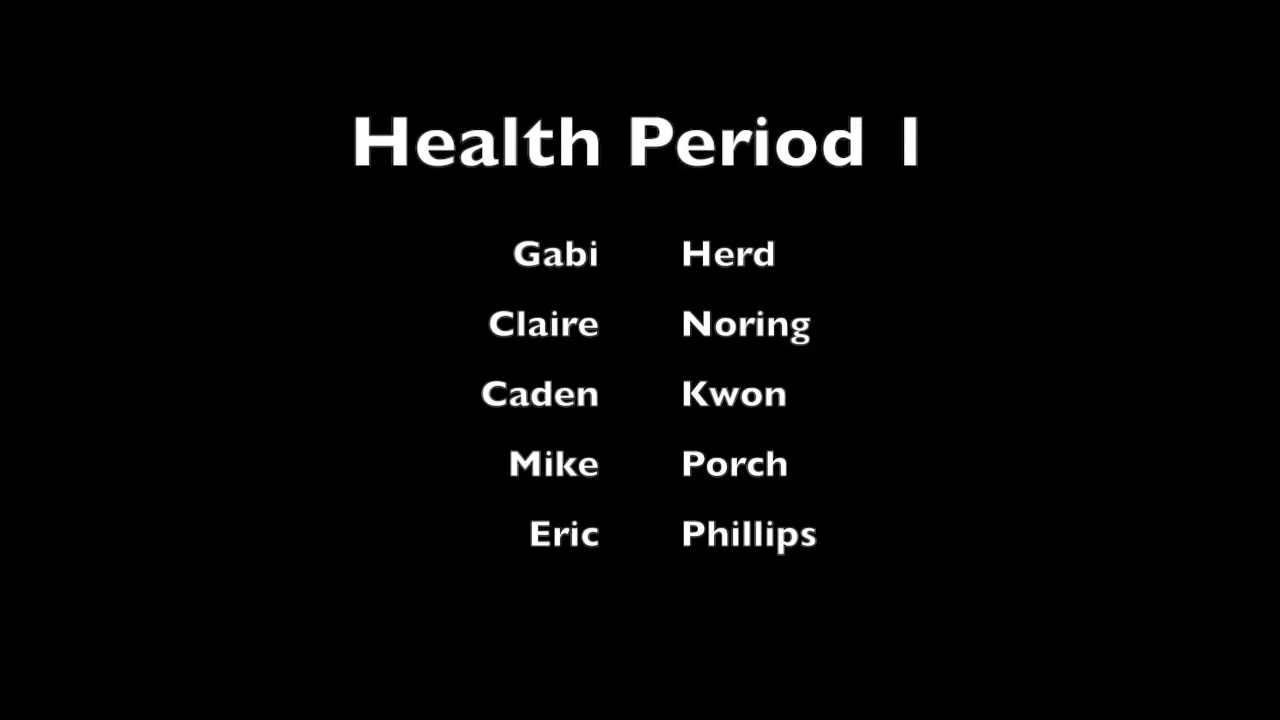 Health Period 1
Gabi Herd
Claire Noring
Caden Kwon
Mike Porch
Eric Phillips